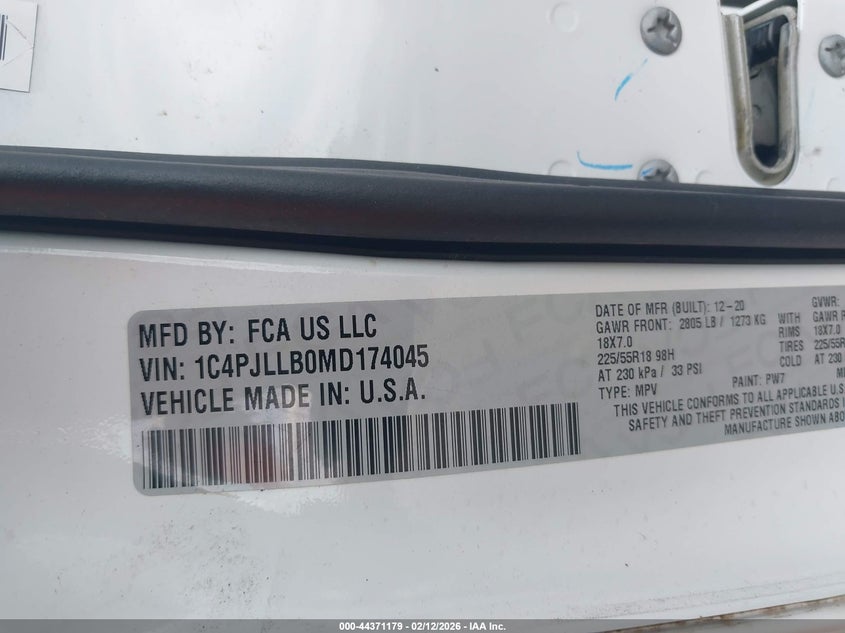 MFD BY: FCA US LLC
VIN: 1C4PJLLB0MD174045
VEHICLE MADE IN: U.S.A.
DATE OF MFR (BUILT): 12-20
GAWR FRONT: 2805 LB / 1273 KG
18X7.0
225/55R18 98H
AT 230 kPa / 33 PSI
TYPE: MPV
PAINT: PW7
WITH
RIMS
TIRES
COLD
GVWR:
GAWR
18X7.0
225/55R
AT 230
THIS VEHICLE CONFORMS TO ALL APPLICABLE U.S
SAFETY AND THEFT PREVENTION STANDARDS
MANUFACTURE SHOWN ABO
000-44371179 - 02/12/2026 - IAA Inc.